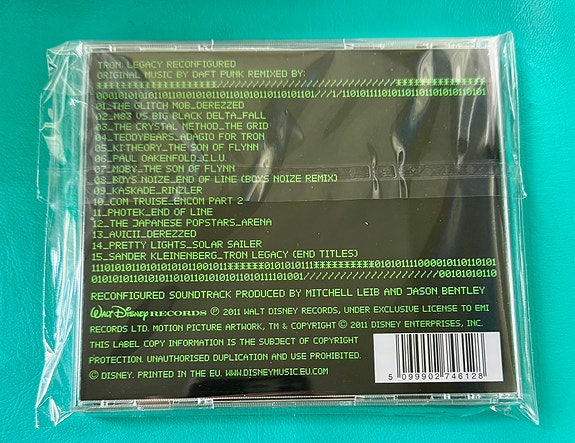 TRON: LEGACY RECONFIGURED
ORIGINAL MUSIC BY DAFT PUNK REMIXED BY:
01_THE GLITCH MOB_DEREZZED
02_M83 VS BIG BLACK DELTA_FALL
03_THE CRYSTAL METHOD_THE GRID
04_TEDDYBEARS_ADAGIO FOR TRON
05_KI:THEORY_THE SON OF FLYNN
06_PAUL OAKENFOLD_C.L.U.
07_MOBY_THE SON OF FLYNN
08_BOYS NOIZE_END OF LINE (BOYS NOIZE REMIX)
09_KASKADE_RINZLER
10_COM TRUISE_ENCOM PART 2
11_PHOTEK_END OF LINE
12_THE JAPANESE POPSTARS_ARENA
13_AVICII_DEREZZED
14_PRETTY LIGHTS_SOLAR SAILER
15_SANDER KLEINENBERG_TRON LEGACY (END TITLES)
RECONFIGURED SOUNDTRACK PRODUCED BY MITCHELL LEIB AND JASON BENTLEY
Walt Disney RECORDS ℗ 2011 WALT DISNEY RECORDS, UNDER EXCLUSIVE LICENSE TO EMI
RECORDS LTD. MOTION PICTURE ARTWORK, TM & COPYRIGHT © 2011 DISNEY ENTERPRISES, INC.
THIS LABEL COPY INFORMATION IS THE SUBJECT OF COPYRIGHT
PROTECTION. UNAUTHORISED DUPLICATION AND USE PROHIBITED.
© DISNEY. PRINTED IN THE EU. WWW.DISNEYMUSIC.EU.COM
5 099902 746128